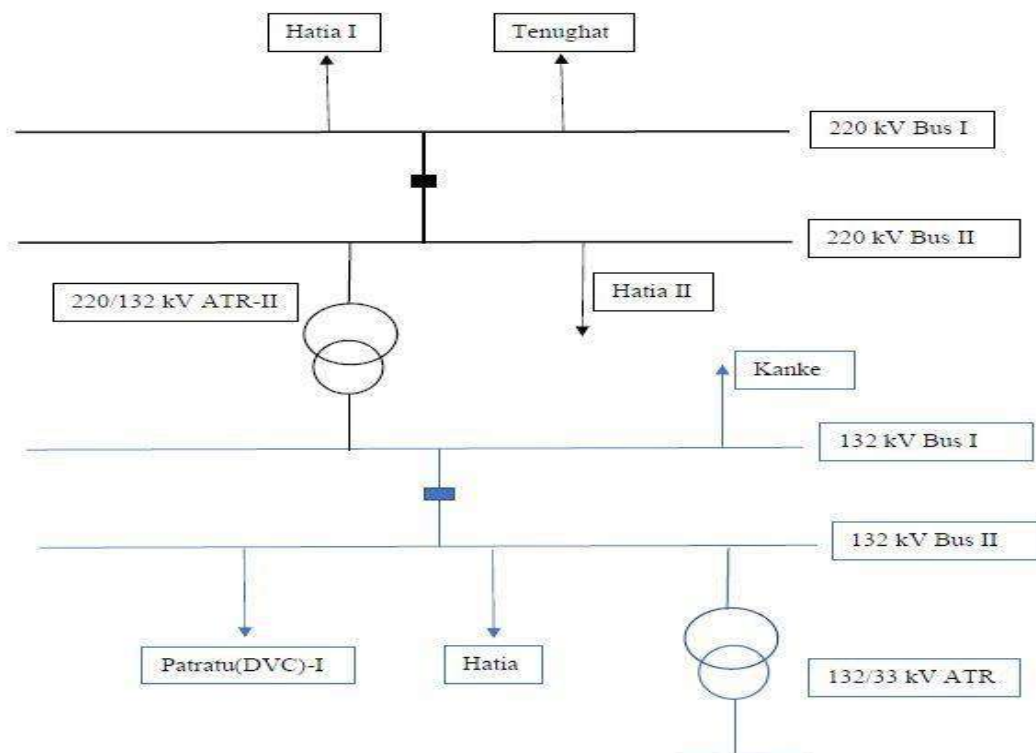 Hatia I
Tenughat
220 kV Bus I
220 kV Bus II
220/132 kV ATR-II
Hatia II
Kanke
132 kV Bus I
132 kV Bus II
Patratu(DVC)-I
Hatia
132/33 kV ATR